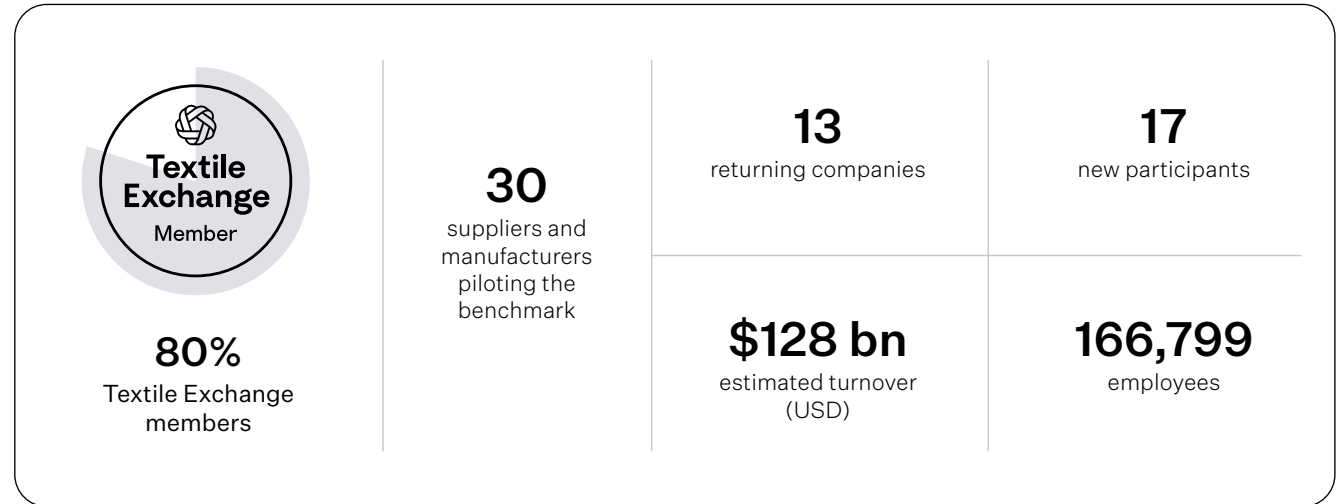 Textile
Exchange
Member
80%
Textile Exchange
members
30
suppliers and
manufacturers
piloting the
benchmark
13
returning companies
17
new participants
$128 bn
estimated turnover
(USD)
166,799
employees